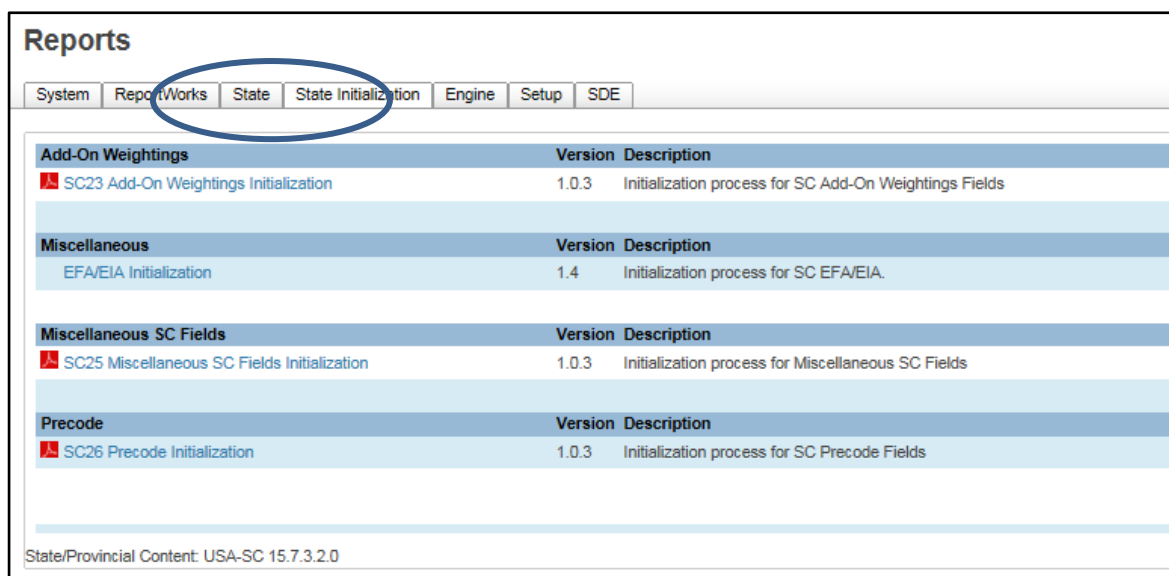 Reports
System ReportWorks State State Initialization Engine Setup SDE
Add-On Weightings Version Description
SC23 Add-On Weightings Initialization 1.0.3 Initialization process for SC Add-On Weightings Fields
Miscellaneous Version Description
EFA/EIA Initialization 1.4 Initialization process for SC EFA/EIA.
Miscellaneous SC Fields Version Description
SC25 Miscellaneous SC Fields Initialization 1.0.3 Initialization process for Miscellaneous SC Fields
Precode Version Description
SC26 Precode Initialization 1.0.3 Initialization process for SC Precode Fields
State/Provincial Content: USA-SC 15.7.3.2.0